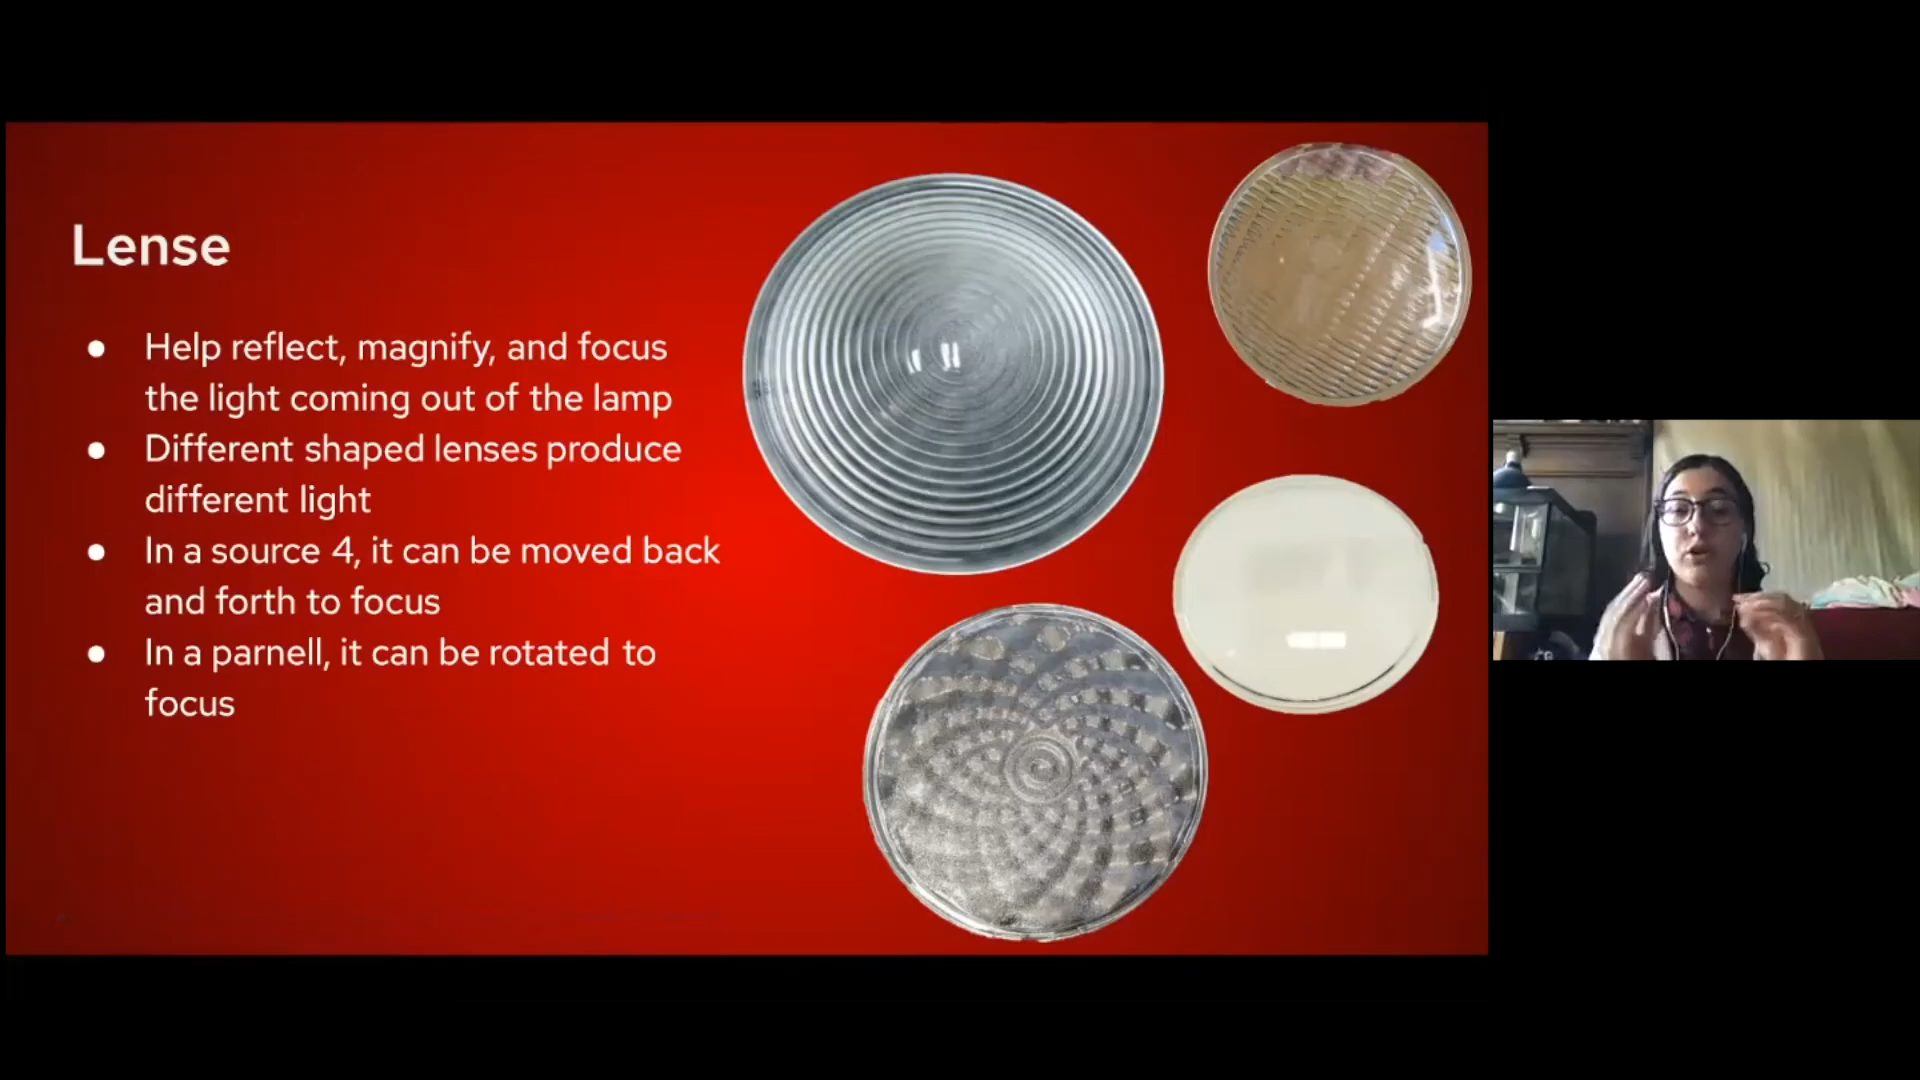 Lense
● Help reflect, magnify, and focus
the light coming out of the lamp
● Different shaped lenses produce
different light
● In a source 4, it can be moved back
and forth to focus
● In a parnell, it can be rotated to
focus